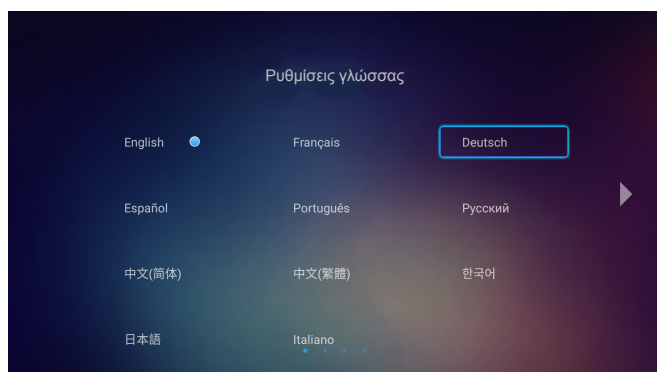 Ρυθμίσεις γλώσσας
English Français Deutsch
Español Português Русский
中文(简体) 中文(繁體) 한국어
日本語 Italiano